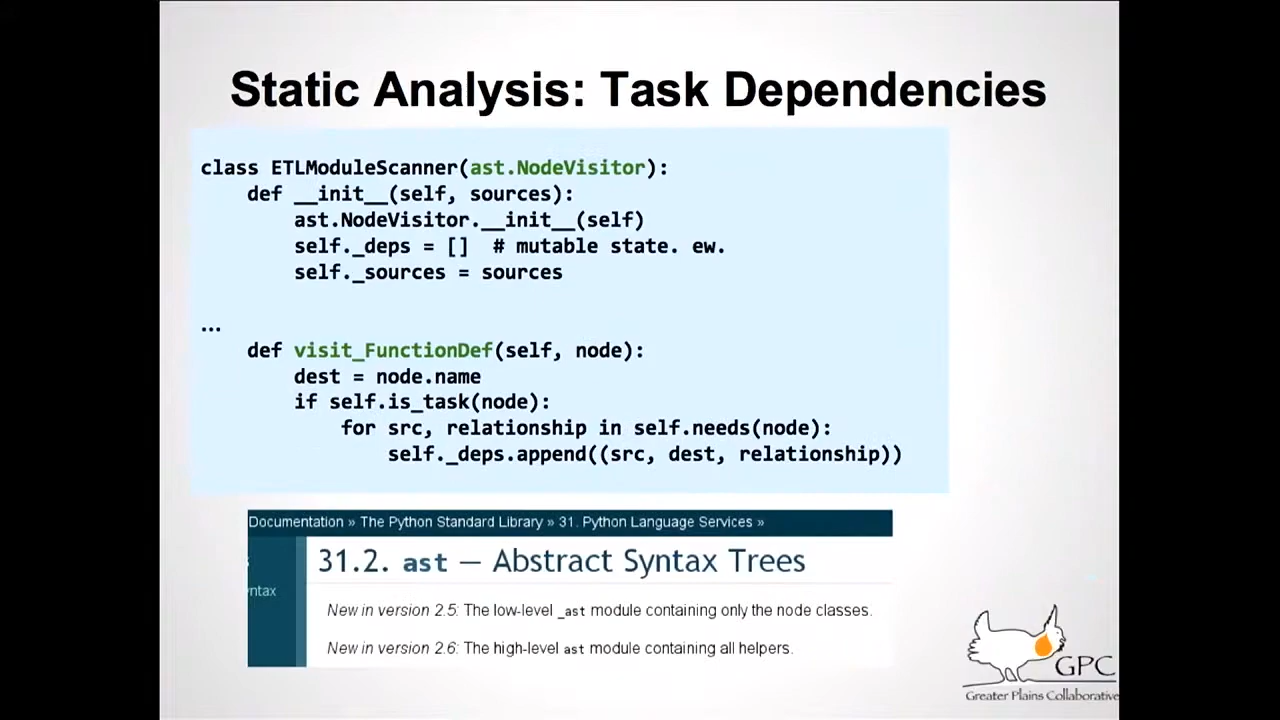 Static Analysis: Task Dependencies
class ETLModuleScanner(ast.NodeVisitor):
    def __init__(self, sources):
        ast.NodeVisitor.__init__(self)
        self._deps = []  # mutable state. ew.
        self._sources = sources
...
    def visit_FunctionDef(self, node):
        dest = node.name
        if self.is_task(node):
            for src, relationship in self.needs(node):
                self._deps.append((src, dest, relationship))
Documentation » The Python Standard Library » 31. Python Language Services »
31.2. ast — Abstract Syntax Trees
ntax
New in version 2.5: The low-level _ast module containing only the node classes.
New in version 2.6: The high-level ast module containing all helpers.
GPC
Greater Plains Collaborative